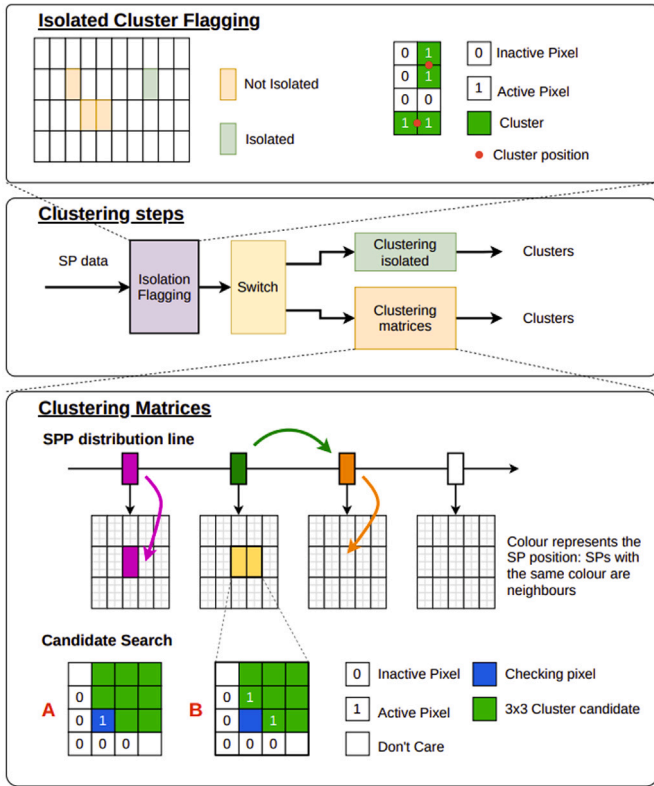 Isolated Cluster Flagging
Not Isolated
Isolated
0 1
0 1
0 0
1 1
0 Inactive Pixel
1 Active Pixel
Cluster
Cluster position
Clustering steps
SP data
Isolation
Flagging
Switch
Clustering
isolated
Clusters
Clustering
matrices
Clusters
Clustering Matrices
SPP distribution line
Colour represents the
SP position: SPs with
the same colour are
neighbours
Candidate Search
A
0
0 1
0 0 0
B
0 1
0 1
0 0 0
0 Inactive Pixel
1 Active Pixel
Don't Care
Checking pixel
3x3 Cluster candidate